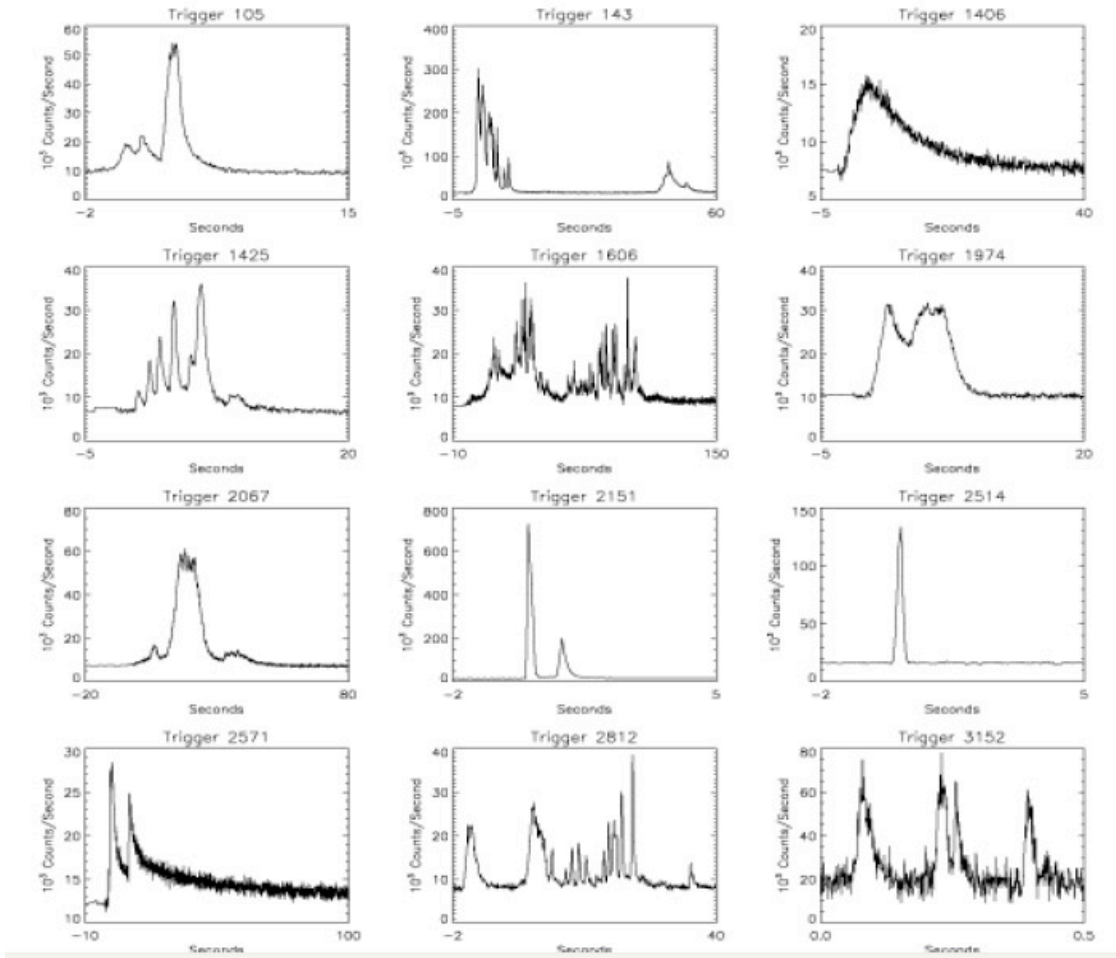 Trigger 105
60
50
40
30
20
10
0
10³ Counts/Second
-2
15
Seconds
Trigger 143
400
300
200
100
0
10³ Counts/Second
-5
60
Seconds
Trigger 1406
20
15
10
5
0
10³ Counts/Second
-5
40
Seconds
Trigger 1425
40
30
20
10
0
10³ Counts/Second
-5
20
Seconds
Trigger 1606
40
30
20
10
0
10³ Counts/Second
-10
150
Seconds
Trigger 1974
40
30
20
10
0
10³ Counts/Second
-5
20
Seconds
Trigger 2067
80
60
40
20
0
10³ Counts/Second
-20
80
Seconds
Trigger 2151
800
600
400
200
0
10³ Counts/Second
-2
5
Seconds
Trigger 2514
150
100
50
0
10³ Counts/Second
-2
5
Seconds
Trigger 2571
30
25
20
15
10
10³ Counts/Second
-10
100
Seconds
Trigger 2812
40
30
20
10
0
10³ Counts/Second
-2
40
Seconds
Trigger 3152
80
60
40
20
0
10³ Counts/Second
0.0
0.5
Seconds